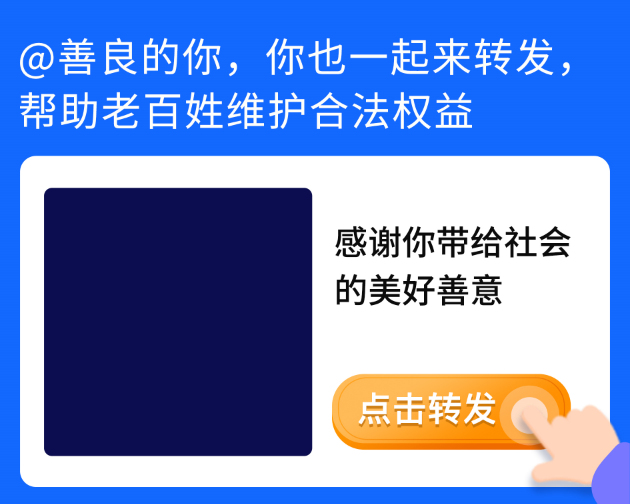 @善良的你，你也一起来转发，
帮助老百姓维护合法权益
感谢你带给社会
的美好善意
点击转发